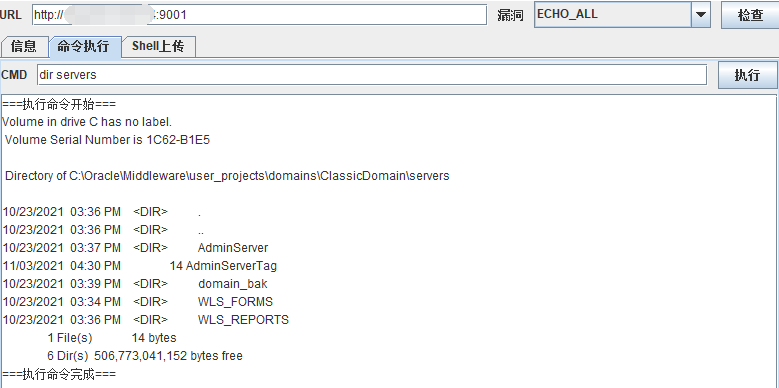 URL http:// :9001 漏洞 ECHO_ALL 检查
信息 命令执行 Shell上传
CMD dir servers 执行
===执行命令开始===
Volume in drive C has no label.
Volume Serial Number is 1C62-B1E5
Directory of C:\Oracle\Middleware\user_projects\domains\ClassicDomain\servers
10/23/2021 03:36 PM <DIR> .
10/23/2021 03:36 PM <DIR> ..
10/23/2021 03:37 PM <DIR> AdminServer
11/03/2021 04:30 PM 14 AdminServerTag
10/23/2021 03:39 PM <DIR> domain_bak
10/23/2021 03:34 PM <DIR> WLS_FORMS
10/23/2021 03:36 PM <DIR> WLS_REPORTS
1 File(s) 14 bytes
6 Dir(s) 506,773,041,152 bytes free
===执行命令完成===